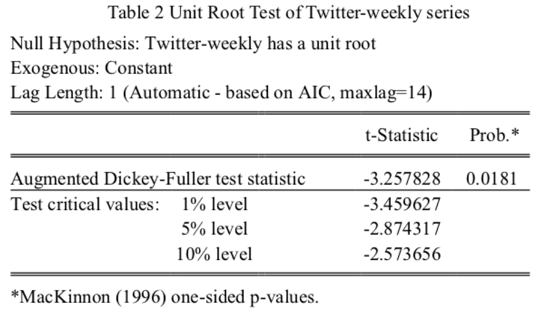 Table 2 Unit Root Test of Twitter-weekly series
Null Hypothesis: Twitter-weekly has a unit root
Exogenous: Constant
Lag Length: 1 (Automatic - based on AIC, maxlag=14)
t-Statistic Prob.*
Augmented Dickey-Fuller test statistic -3.257828 0.0181
Test critical values: 1% level -3.459627
5% level -2.874317
10% level -2.573656
*MacKinnon (1996) one-sided p-values.